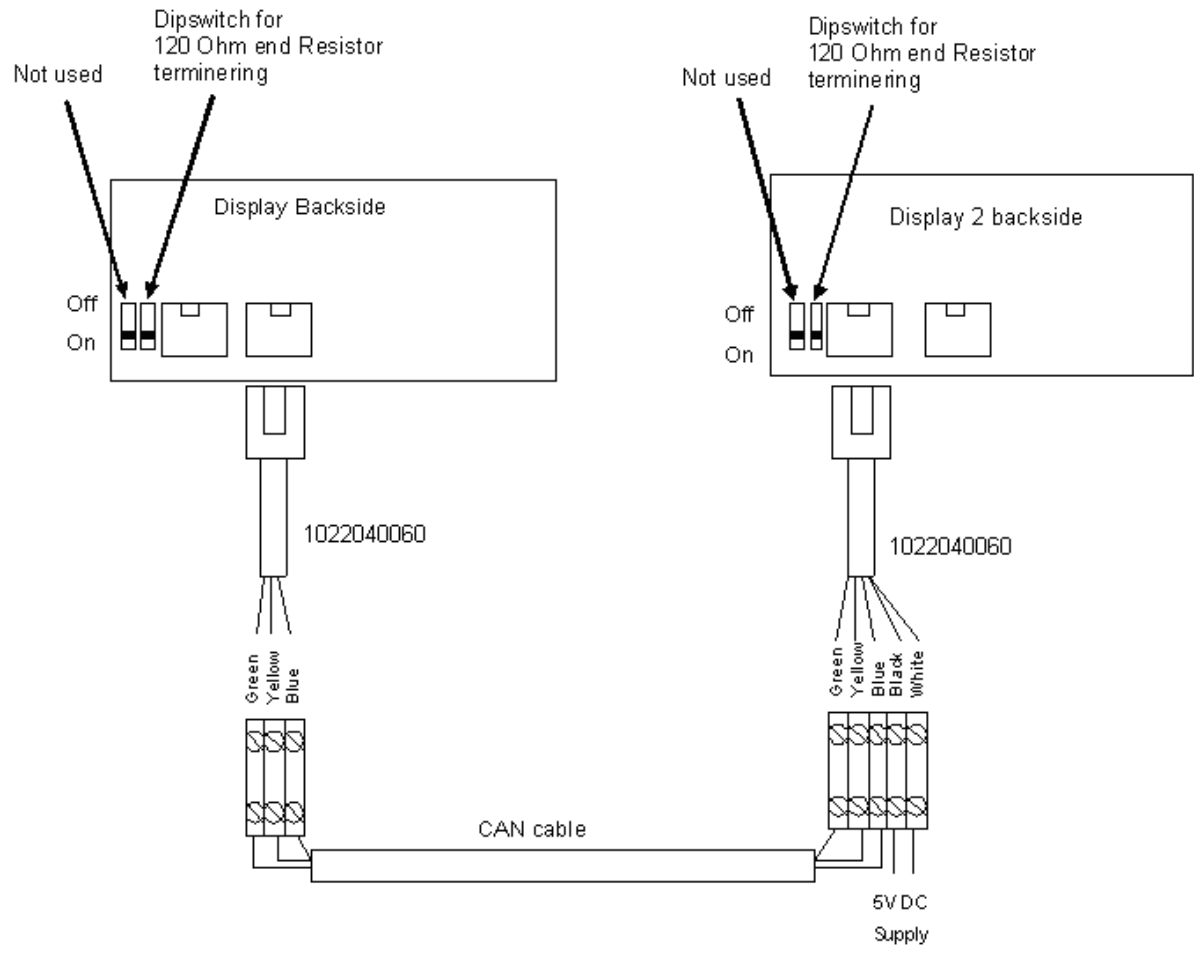 Dipswitch for
120 Ohm end Resistor
terminering
Not used
Dipswitch for
120 Ohm end Resistor
terminering
Not used
Display Backside
Display 2 backside
Off
On
Off
On
1022040060
1022040060
Green
Yellow
Blue
Green
Yellow
Blue
Black
White
CAN cable
5V DC
Supply